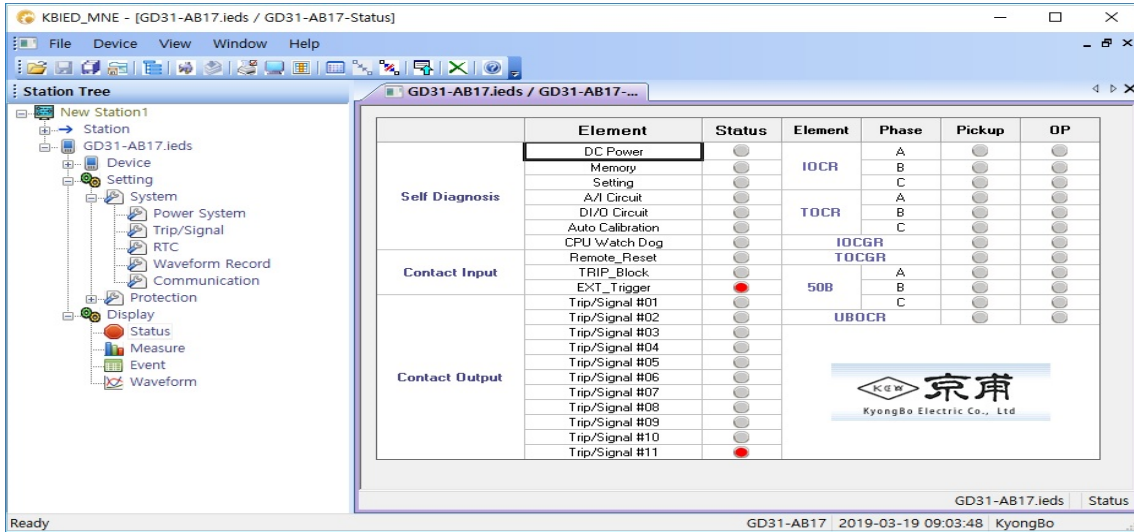 KBIED_MNE - [GD31-AB17.ieds / GD31-AB17-Status]
File Device View Window Help
Station Tree
New Station1
Station
GD31-AB17.ieds
Device
Setting
System
Power System
Trip/Signal
RTC
Waveform Record
Communication
Protection
Display
Status
Measure
Event
Waveform
GD31-AB17.ieds / GD31-AB17-...
Element Status Element Phase Pickup OP
Self Diagnosis
DC Power
Memory
Setting
A/I Circuit
DI/O Circuit
Auto Calibration
CPU Watch Dog
Contact Input
Remote_Reset
TRIP_Block
EXT_Trigger
Contact Output
Trip/Signal #01
Trip/Signal #02
Trip/Signal #03
Trip/Signal #04
Trip/Signal #05
Trip/Signal #06
Trip/Signal #07
Trip/Signal #08
Trip/Signal #09
Trip/Signal #10
Trip/Signal #11
IOCR
A
B
C
TOCR
A
B
C
IOCGR
TOCGR
50B
A
B
C
UBOCR
KEW 京甫
KyongBo Electric Co., Ltd
GD31-AB17.ieds Status
Ready
GD31-AB17 2019-03-19 09:03:48 KyongBo